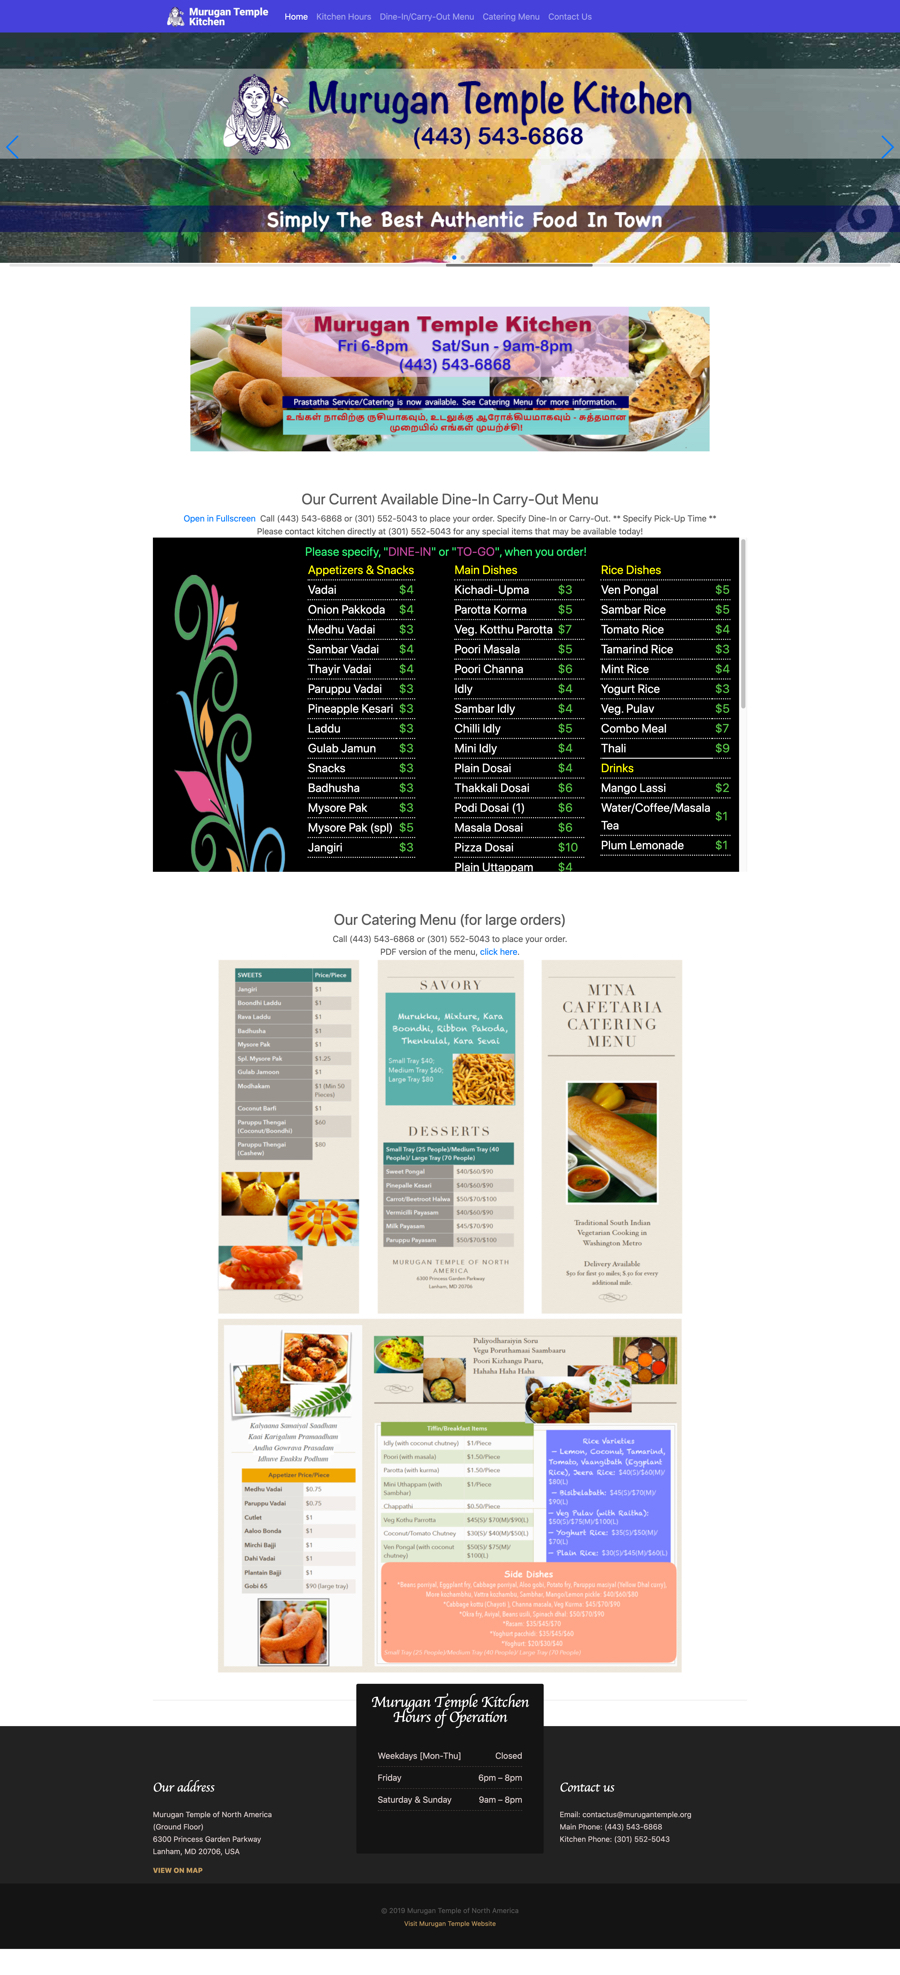 Murugan Temple
Kitchen
Home
Kitchen Hours
Dine-In/Carry-Out Menu
Catering Menu
Contact Us
Murugan Temple Kitchen
(443) 543-6868
Simply The Best Authentic Food In Town
Murugan Temple Kitchen
Fri 6-8pm Sat/Sun - 9am-8pm
(443) 543-6868
Prastatha Service/Catering is now available. See Catering Menu for more information.
உங்கள் நாவிற்கு ருசியாகவும், உடலுக்கு ஆரோக்கியமாகவும் - சுத்தமான
முறையில் எங்கள் முயற்சி!
Our Current Available Dine-In Carry-Out Menu
Open in Fullscreen Call (443) 543-6868 or (301) 552-5043 to place your order. Specify Dine-In or Carry-Out. ** Specify Pick-Up Time **
Please contact kitchen directly at (301) 552-5043 for any special items that may be available today!
Please specify, "DINE-IN" or "TO-GO", when you order!
Appetizers & Snacks
Vadai $4
Onion Pakkoda $4
Medhu Vadai $3
Sambar Vadai $4
Thayir Vadai $4
Paruppu Vadai $3
Pineapple Kesari $3
Laddu $3
Gulab Jamun $3
Snacks $3
Badhusha $3
Mysore Pak $3
Mysore Pak (spl) $5
Jangiri $3
Main Dishes
Kichadi-Upma $3
Parotta Korma $5
Veg. Kotthu Parotta $7
Poori Masala $5
Poori Channa $6
Idly $4
Sambar Idly $4
Chilli Idly $5
Mini Idly $4
Plain Dosai $4
Thakkali Dosai $6
Podi Dosai (1) $6
Masala Dosai $6
Pizza Dosai $10
Plain Uttappam $4
Rice Dishes
Ven Pongal $5
Sambar Rice $5
Tomato Rice $4
Tamarind Rice $3
Mint Rice $4
Yogurt Rice $3
Veg. Pulav $5
Combo Meal $7
Thali $9
Drinks
Mango Lassi $2
Water/Coffee/Masala
Tea $1
Plum Lemonade $1
Our Catering Menu (for large orders)
Call (443) 543-6868 or (301) 552-5043 to place your order.
PDF version of the menu, click here.
SWEETS Price/Piece
Jangiri $1
Boondhi Laddu $1
Rava Laddu $1
Badhusha $1
Mysore Pak $1
Spl. Mysore Pak $1.25
Gulab Jamoon $1
Modhakam $1 (Min 50
Pieces)
Coconut Barfi $1
Paruppu Thengai $60
(Coconut/Boondhi)
Paruppu Thengai $80
(Cashew)
SAVORY
Murukku, Mixture, Kara
Boondhi, Ribbon Pakoda,
Thenkulal, Kara Sevai
Small Tray $40;
Medium Tray $60;
Large Tray $80
DESSERTS
Small Tray (25 People)/Medium Tray (40
People)/ Large Tray (70 People)
Sweet Pongal $40/$60/$90
Pinepalle Kesari $40/$60/$90
Carrot/Beetroot Halwa $50/$70/$100
Vermicilli Payasam $40/$60/$90
Milk Payasam $45/$70/$90
Paruppu Payasam $50/$70/$100
MURUGAN TEMPLE OF NORTH
AMERICA
6300 Princess Garden Parkway
Lanham, MD 20706
MTNA
CAFETARIA
CATERING
MENU
Traditional South Indian
Vegetarian Cooking in
Washington Metro
Delivery Available
$50 for first 50 miles; $.50 for every
additional mile.
Kalyaana Samaiyal Saadham
Kaai Karigalum Pramaadham
Andha Gowrava Prasadam
Idhuve Enakku Podhum
Appetizer Price/Piece
Medhu Vadai $0.75
Paruppu Vadai $0.75
Cutlet $1
Aaloo Bonda $1
Mirchi Bajji $1
Dahi Vadai $1
Plantain Bajji $1
Gobi 65 $90 (large tray)
Puliyodharaiyin Soru
Vegu Poruthamaai Saambaaru
Poori Kizhangu Paaru,
Hahaha Haha Haha
Tiffin/Breakfast Items
Idly (with coconut chutney) $1/Piece
Poori (with masala) $1.50/Piece
Parotta (with kurma) $1.50/Piece
Mini Uthappam (with $1/Piece
Sambhar)
Chappathi $0.50/Piece
Veg Kothu Parrotta $45(S)/ $70(M)/$90(L)
Coconut/Tomato Chutney $30(S)/ $40(M)/$50(L)
Ven Pongal (with coconut $50(S)/ $75(M)/
chutney) $100(L)
Rice Varieties
– Lemon, Coconut, Tamarind,
Tomato, Vaangibath (Eggplant
Rice), Jeera Rice: $40(S)/$60(M)/
$80(L)
– Bisibelabath: $45(S)/$70(M)/
$90(L)
– Veg Pulav (with Raitha):
$50(S)/$75(M)/$100(L)
– Yoghurt Rice: $35(S)/$50(M)/
$70(L)
– Plain Rice: $30(S)/$45(M)/$60(L)
Side Dishes
*Beans porriyal, Eggplant fry, Cabbage porriyal, Aloo gobi, Potato fry, Paruppu masiyal (Yellow Dhal curry),
More kuzhambhu, Vatha kozhambu, Sambhar, Mango/Lemon pickle: $40/$60/$80
*Cabbage kottu (Chayoti), Channa masala, Veg Kurma: $45/$70/$90
*Okra fry, Aviyal, Beans usili, Spinach dhal: $50/$70/$90
*Rasam: $35/$45/$70
*Yoghurt pachidi: $35/$45/$60
*Yoghurt: $20/$30/$40
Small Tray (25 People)/Medium Tray (40 People)/ Large Tray (70 People)
Murugan Temple Kitchen
Hours of Operation
Weekdays [Mon-Thu] Closed
Friday 6pm – 8pm
Saturday & Sunday 9am – 8pm
Our address
Murugan Temple of North America
(Ground Floor)
6300 Princess Garden Parkway
Lanham, MD 20706, USA
VIEW ON MAP
Contact us
Email: contactus@murugantemple.org
Main Phone: (443) 543-6868
Kitchen Phone: (301) 552-5043
© 2019 Murugan Temple of North America
Visit Murugan Temple Website